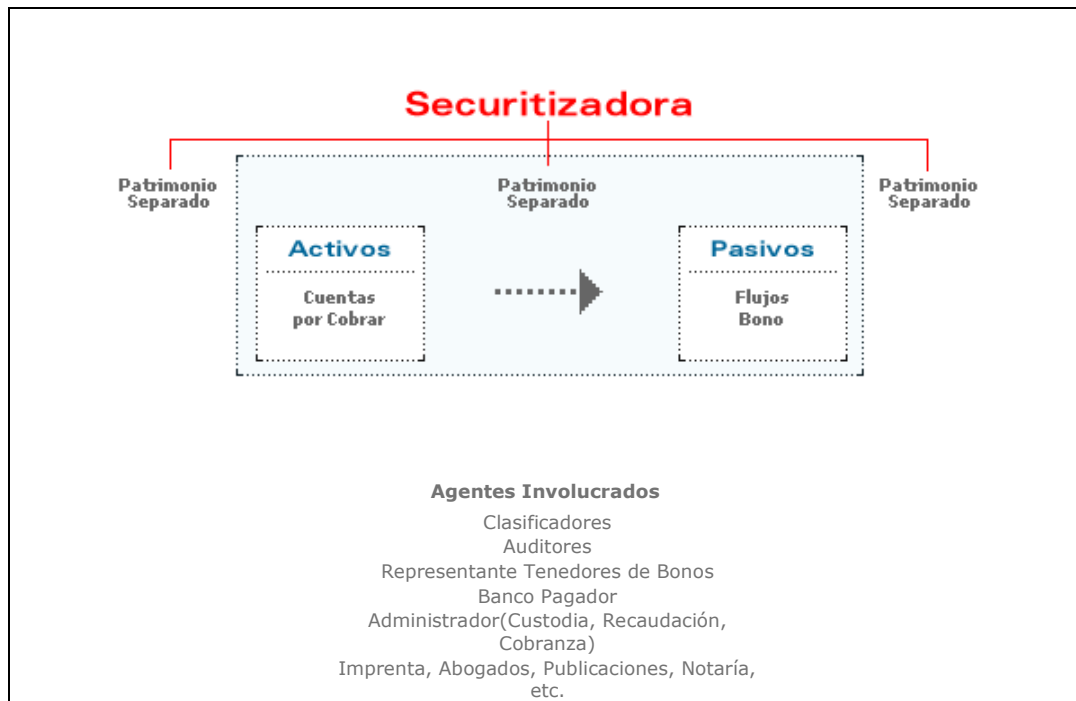 Securitizadora
Patrimonio
Separado
Patrimonio
Separado
Patrimonio
Separado
Activos
Cuentas
por Cobrar
Pasivos
Flujos
Bono
Agentes Involucrados
Clasificadores
Auditores
Representante Tenedores de Bonos
Banco Pagador
Administrador(Custodia, Recaudación,
Cobranza)
Imprenta, Abogados, Publicaciones, Notaría,
etc.